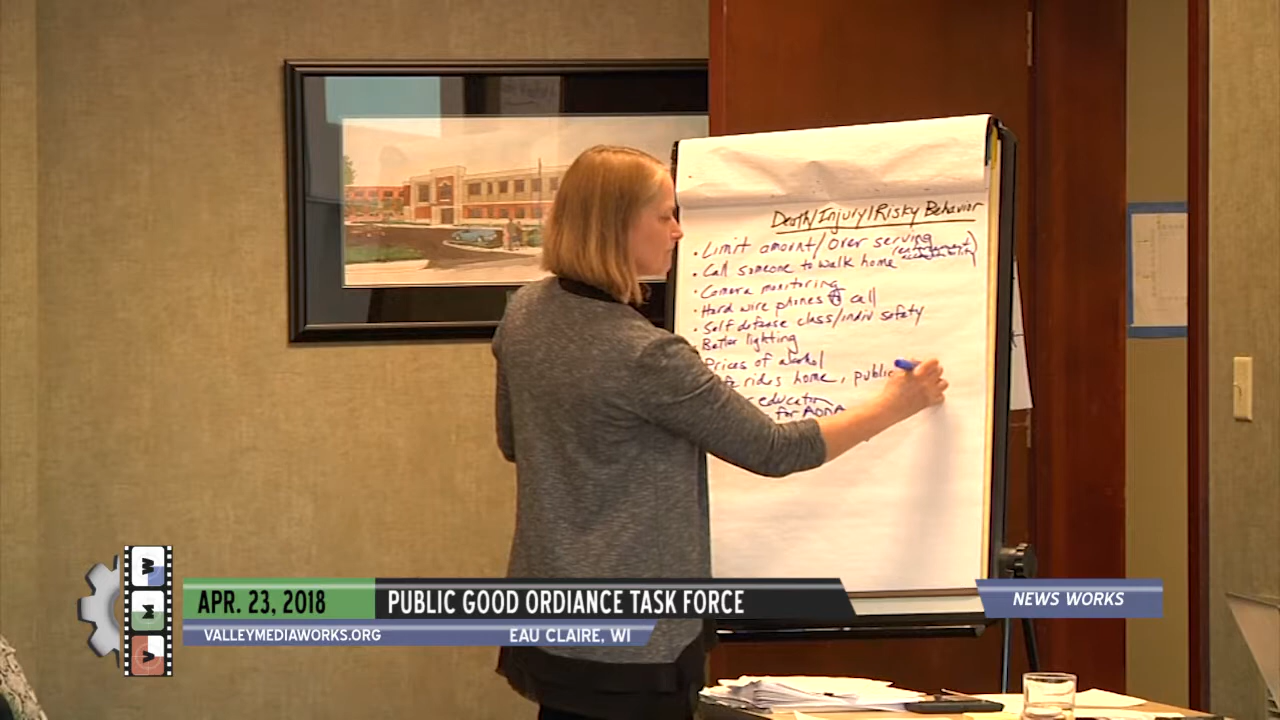 Death/Injury/Risky Behavior
• Limit amount/over serving
• Call someone to walk home
• Camera monitoring
• Hard wire phones to call
• Self defense class/indiv safety
• Better lighting
• Prices of alcohol
rides home, public
education
for AODA
W
M
V
APR. 23, 2018
PUBLIC GOOD ORDIANCE TASK FORCE
NEWS WORKS
VALLEYMEDIAWORKS.ORG
EAU CLAIRE, WI